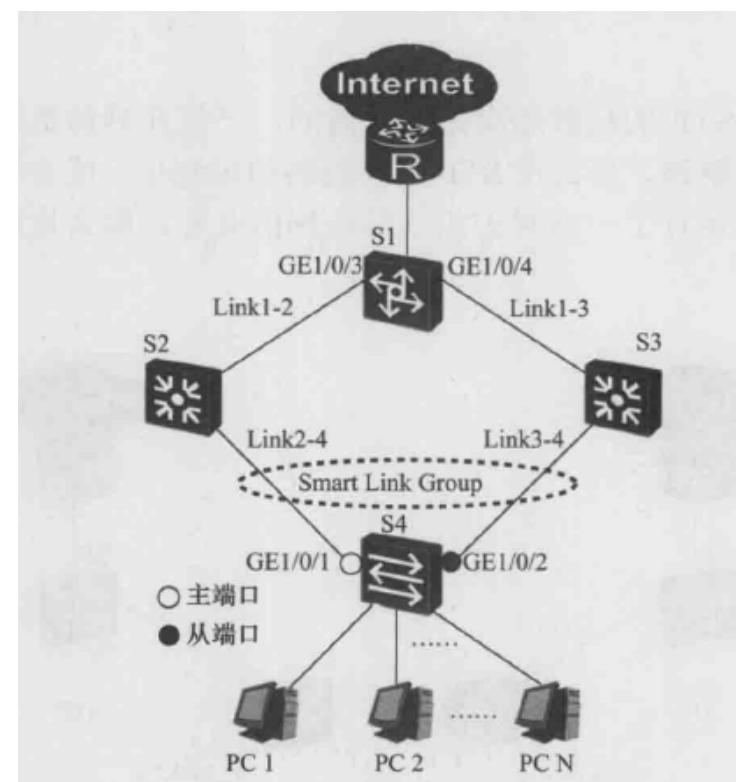 Internet
R
S1
GE1/0/3
GE1/0/4
Link1-2
Link1-3
S2
S3
Link2-4
Link3-4
Smart Link Group
S4
GE1/0/1
GE1/0/2
主端口
从端口
......
......
PC 1
PC 2
PC N